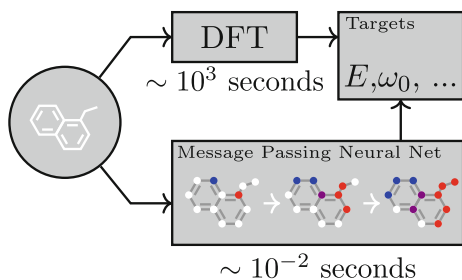 DFT
∼ 10³ seconds
Targets
E,ω₀, ...
Message Passing Neural Net
∼ 10⁻² seconds